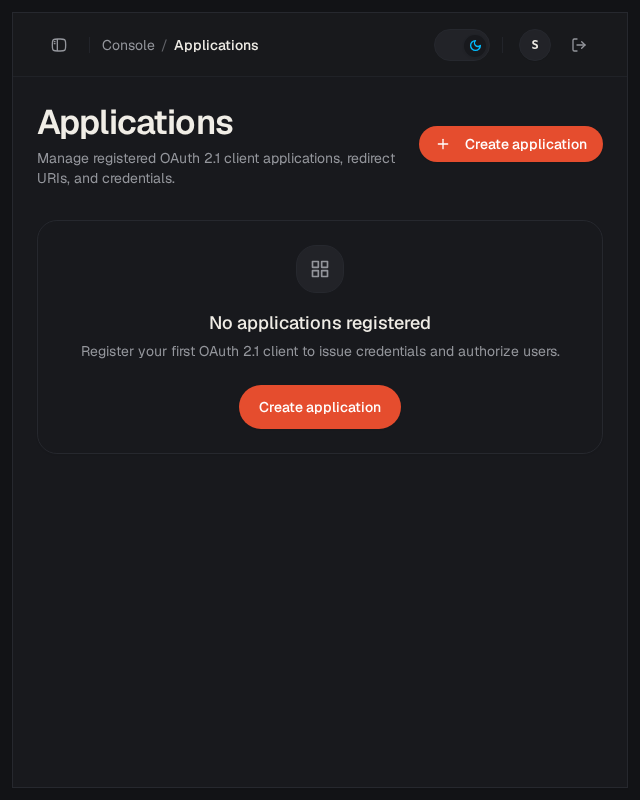 Console / Applications
S
Applications
Manage registered OAuth 2.1 client applications, redirect
URIs, and credentials.
Create application
No applications registered
Register your first OAuth 2.1 client to issue credentials and authorize users.
Create application